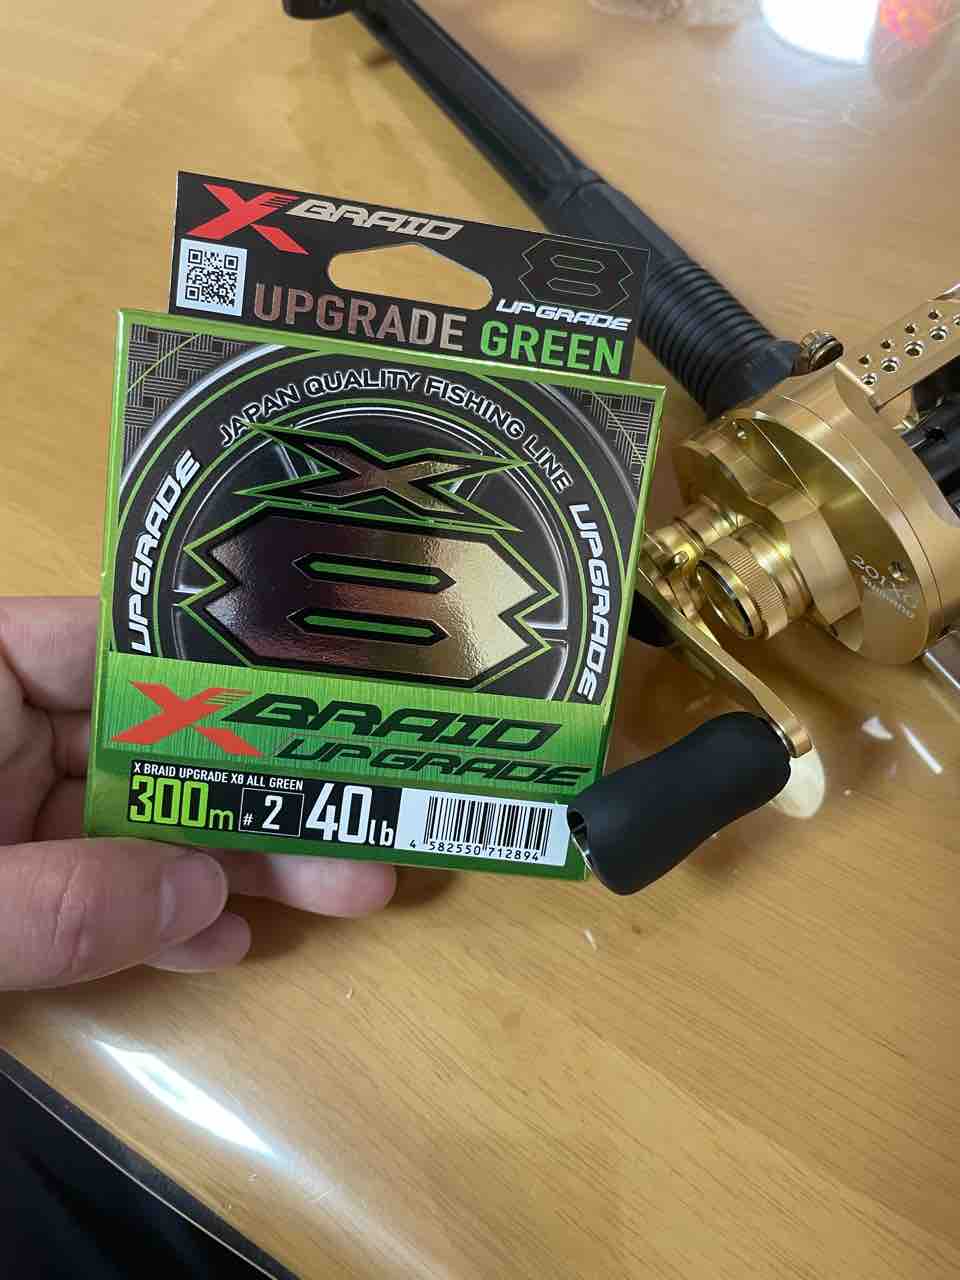 X BRAID
8
UPGRADE
UPGRADE GREEN
JAPAN QUALITY FISHING LINE
UPGRADE
UPGRADE
X
8
X BRAID
UPGRADE
X BRAID UPGRADE X8 ALL GREEN
300m #2 40lb
4 582550 712894